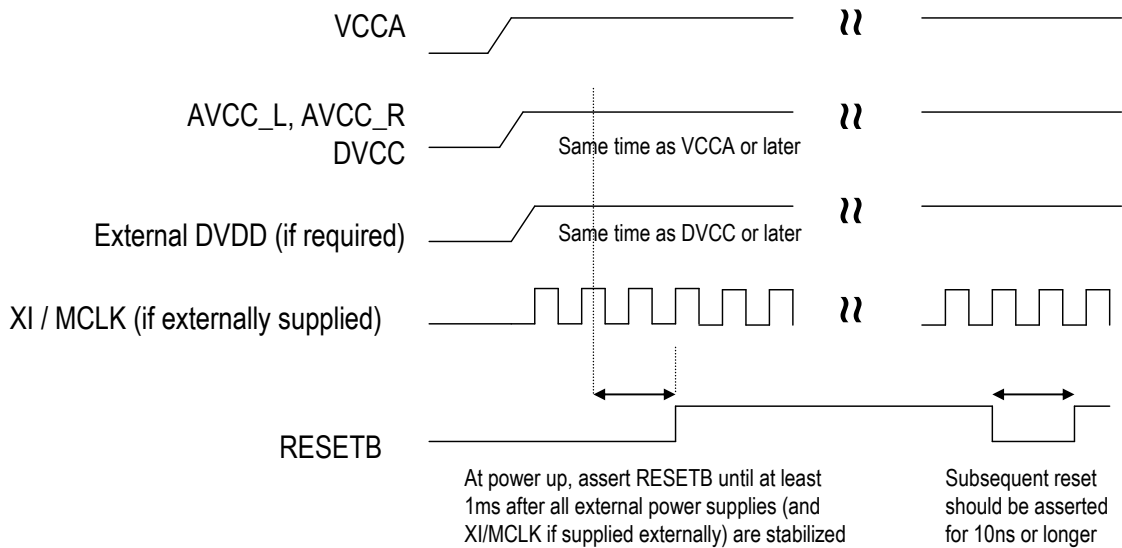 VCCA
AVCC_L, AVCC_R
DVCC
Same time as VCCA or later
External DVDD (if required)
Same time as DVCC or later
XI / MCLK (if externally supplied)
RESETB
At power up, assert RESETB until at least
1ms after all external power supplies (and
XI/MCLK if supplied externally) are stabilized
Subsequent reset
should be asserted
for 10ns or longer